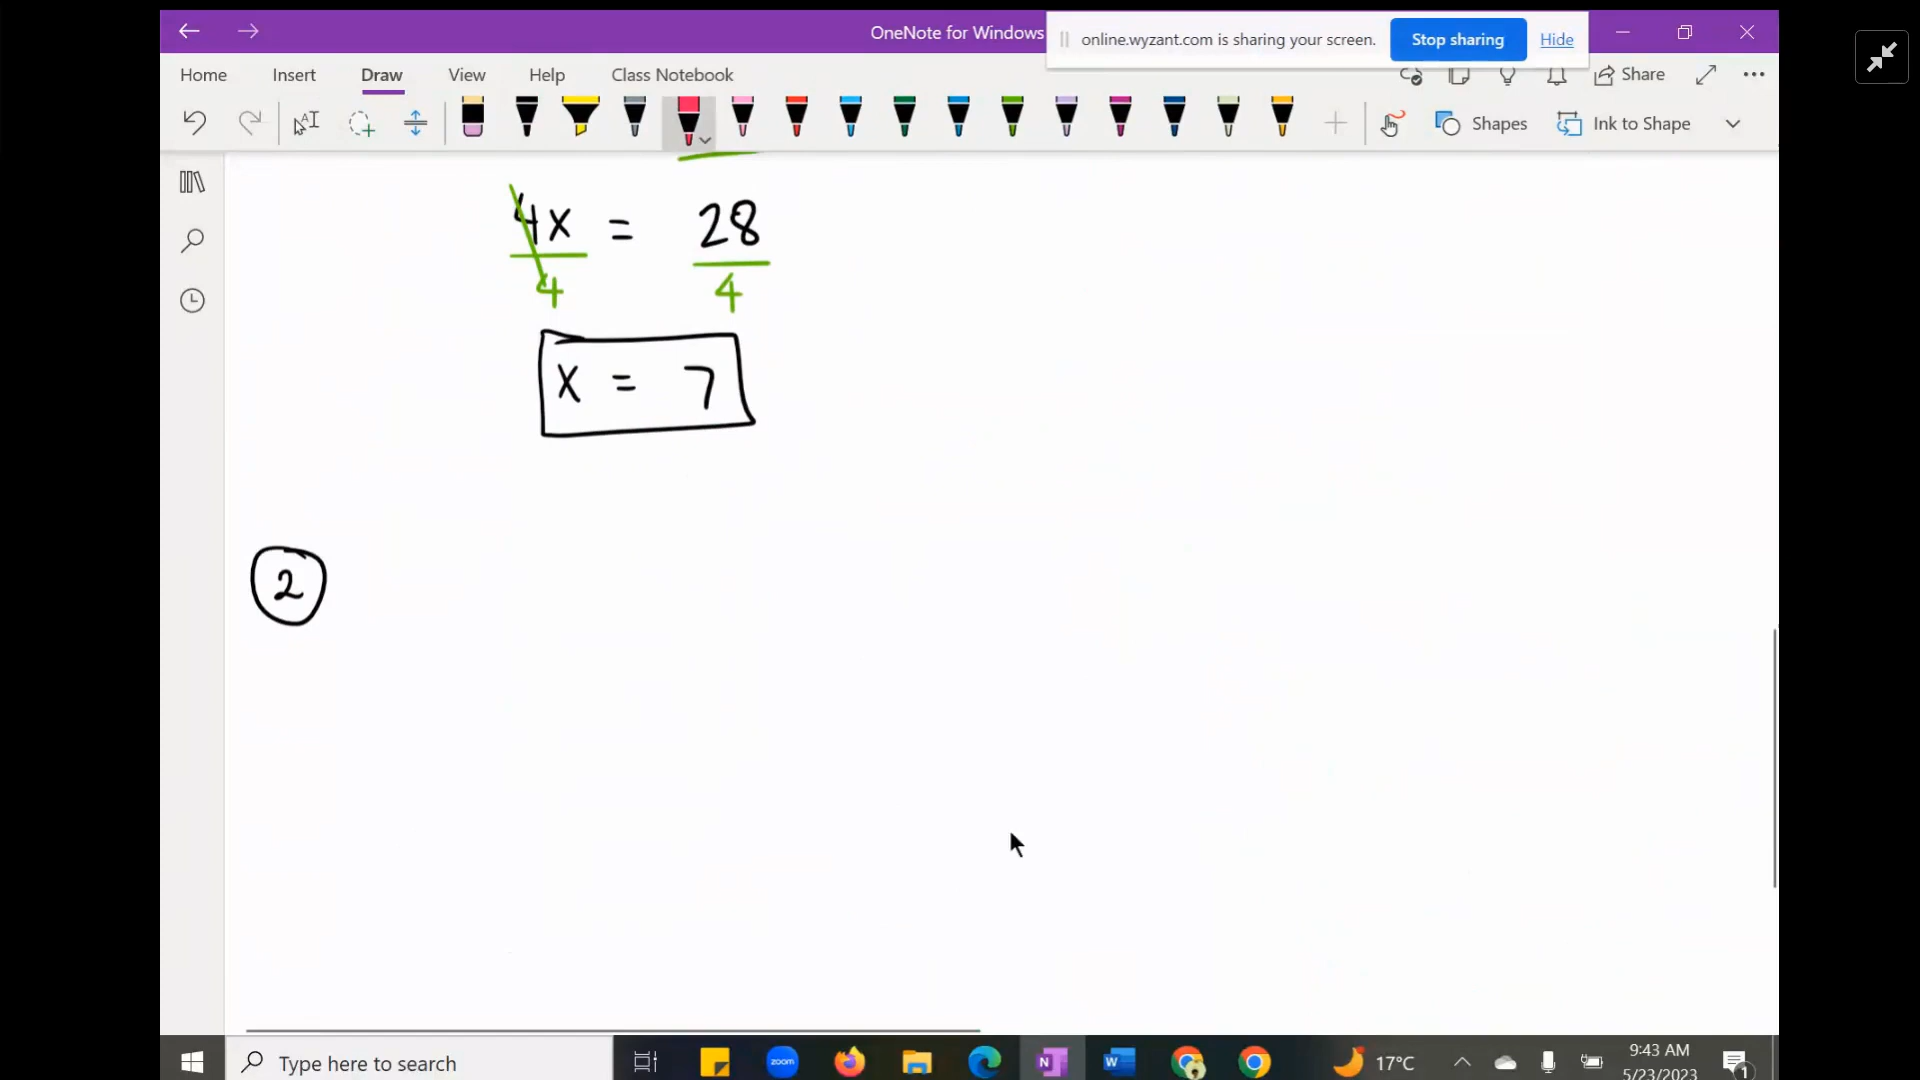 OneNote for Windows
online.wyzant.com is sharing your screen. Stop sharing Hide
Home Insert Draw View Help Class Notebook Share
Shapes Ink to Shape
4x = 28
4 4
x = 7
2
Type here to search zoom N W 17°C 9:43 AM
5/23/2023 1